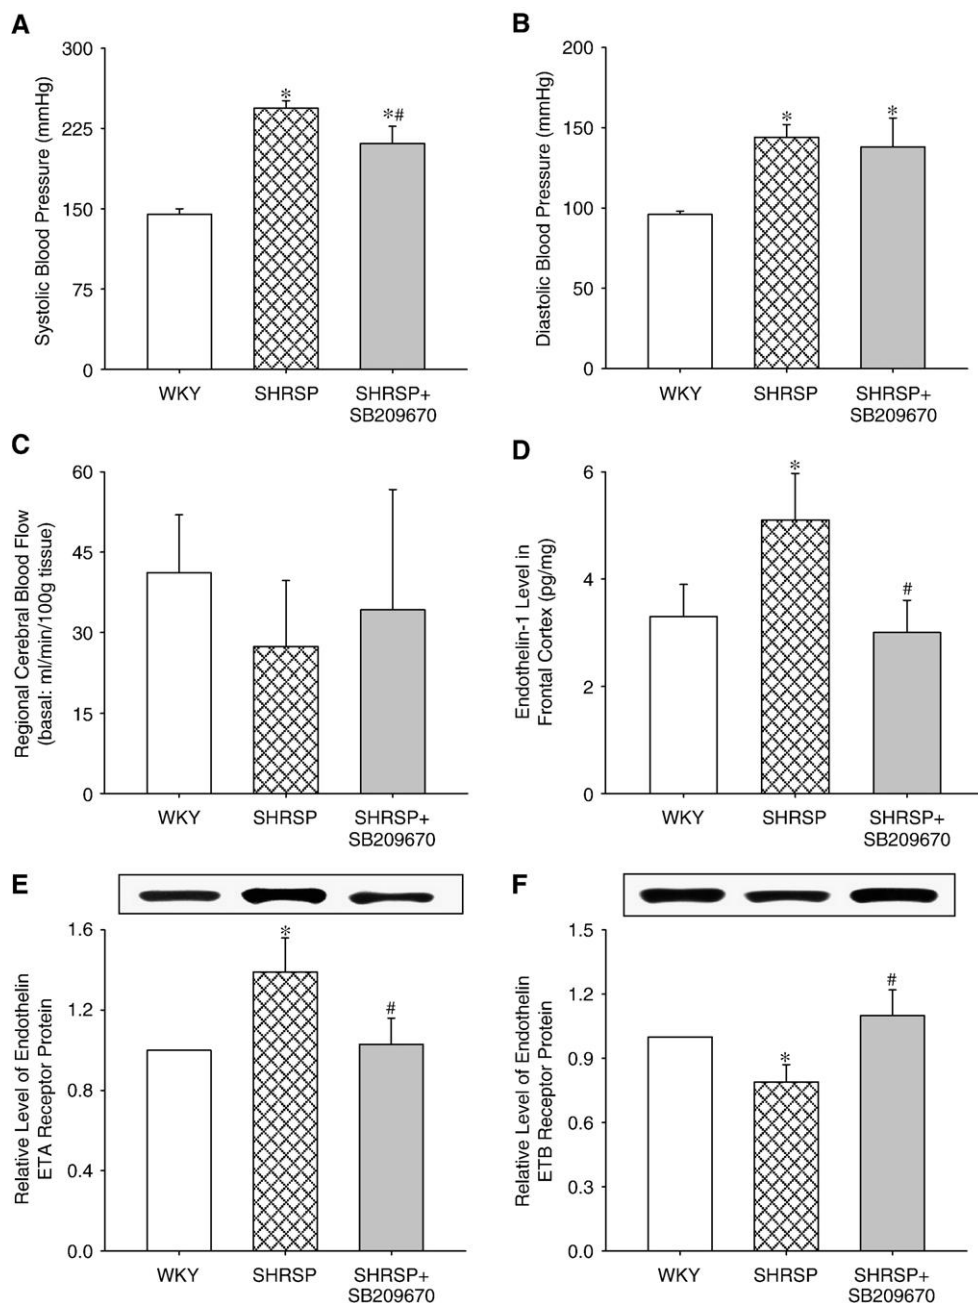 A
Systolic Blood Pressure (mmHg)
300
225
150
75
0
*
*#
WKY
SHRSP
SHRSP+
SB209670
B
Diastolic Blood Pressure (mmHg)
200
150
100
50
0
*
*
WKY
SHRSP
SHRSP+
SB209670
C
Regional Cerebral Blood Flow
(basal: ml/min/100g tissue)
60
45
30
15
0
WKY
SHRSP
SHRSP+
SB209670
D
Endothelin-1 Level in
Frontal Cortex (pg/mg)
6
4
2
0
*
#
WKY
SHRSP
SHRSP+
SB209670
E
Relative Level of Endothelin
ETA Receptor Protein
1.6
1.2
0.8
0.4
0.0
*
#
WKY
SHRSP
SHRSP+
SB209670
F
Relative Level of Endothelin
ETB Receptor Protein
1.5
1.2
0.9
0.6
0.3
0.0
*
#
WKY
SHRSP
SHRSP+
SB209670